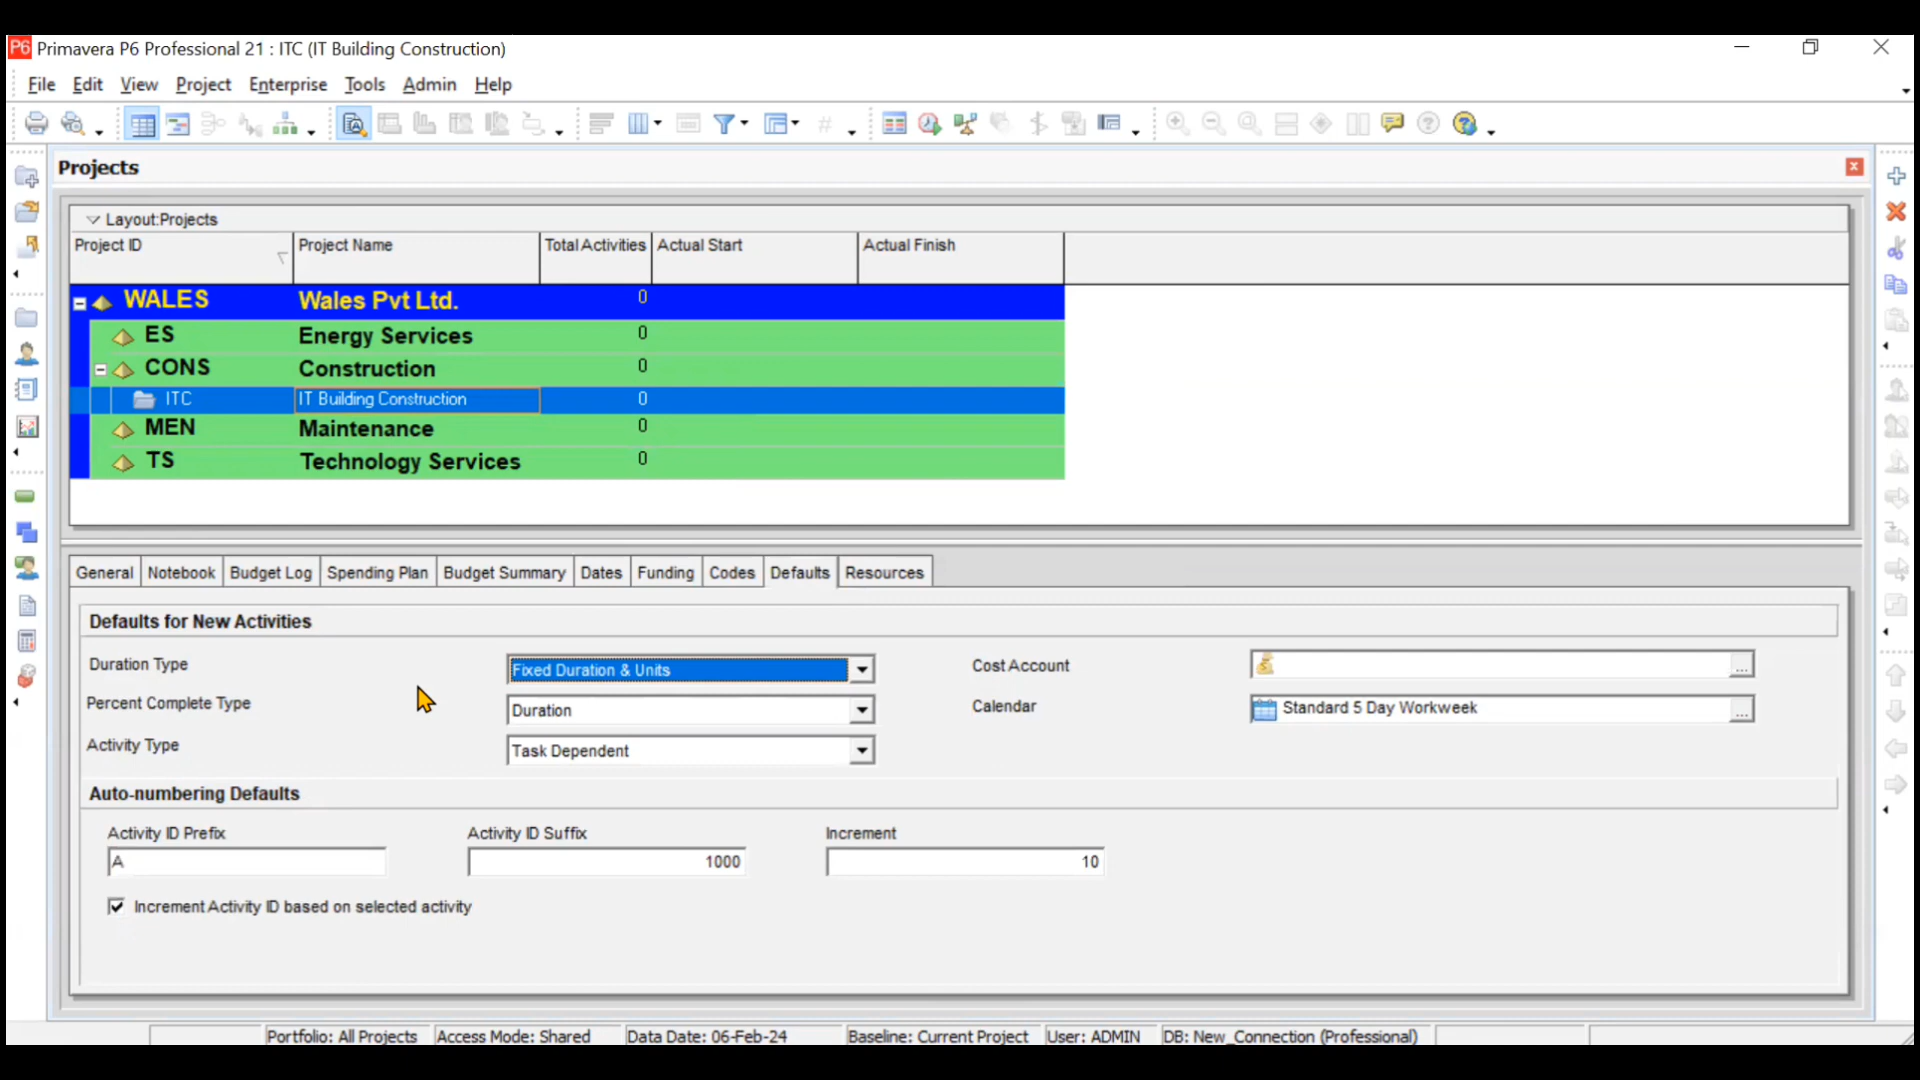 P6 Primavera P6 Professional 21 : ITC (IT Building Construction)
File Edit View Project Enterprise Tools Admin Help
Projects
Layout:Projects
Project ID Project Name Total Activities Actual Start Actual Finish
WALES Wales Pvt Ltd. 0
ES Energy Services 0
CONS Construction 0
ITC IT Building Construction 0
MEN Maintenance 0
TS Technology Services 0
General Notebook Budget Log Spending Plan Budget Summary Dates Funding Codes Defaults Resources
Defaults for New Activities
Duration Type Fixed Duration & Units Cost Account ...
Percent Complete Type Duration Calendar Standard 5 Day Workweek ...
Activity Type Task Dependent
Auto-numbering Defaults
Activity ID Prefix Activity ID Suffix Increment
A 1000 10
Increment Activity ID based on selected activity
Portfolio: All Projects Access Mode: Shared Data Date: 06-Feb-24 Baseline: Current Project User: ADMIN DB: New_Connection (Professional)